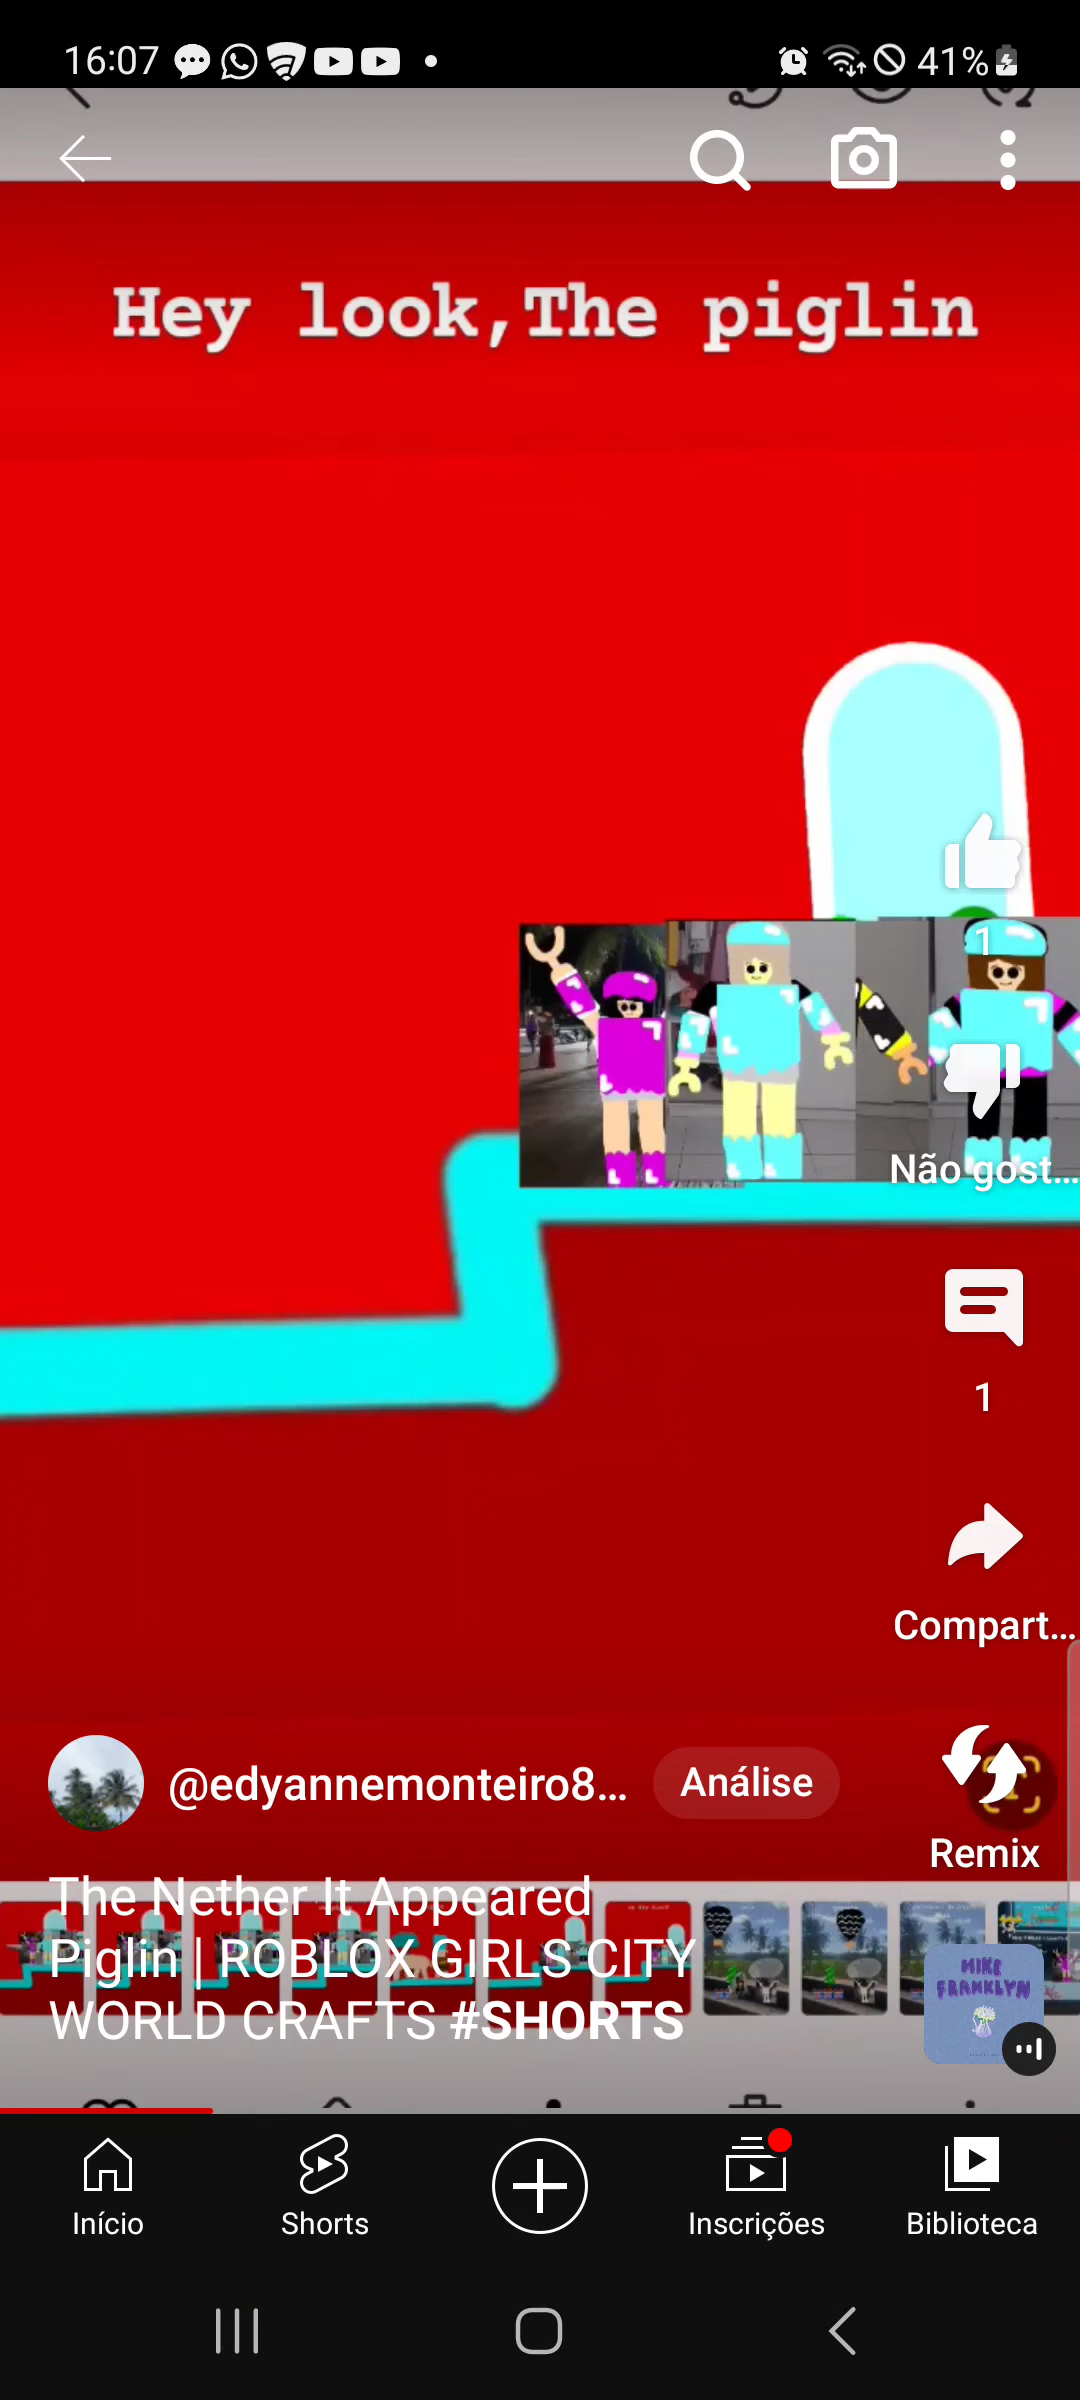 16:07
41%
Hey look,The piglin
1
Não gost...
1
Compart...
@edyannemonteiro8...
Análise
Remix
The Nether It Appeared
Piglin | ROBLOX GIRLS CITY
WORLD CRAFTS #SHORTS
MIKE
FRANKLYN
Início
Shorts
Inscrições
Biblioteca